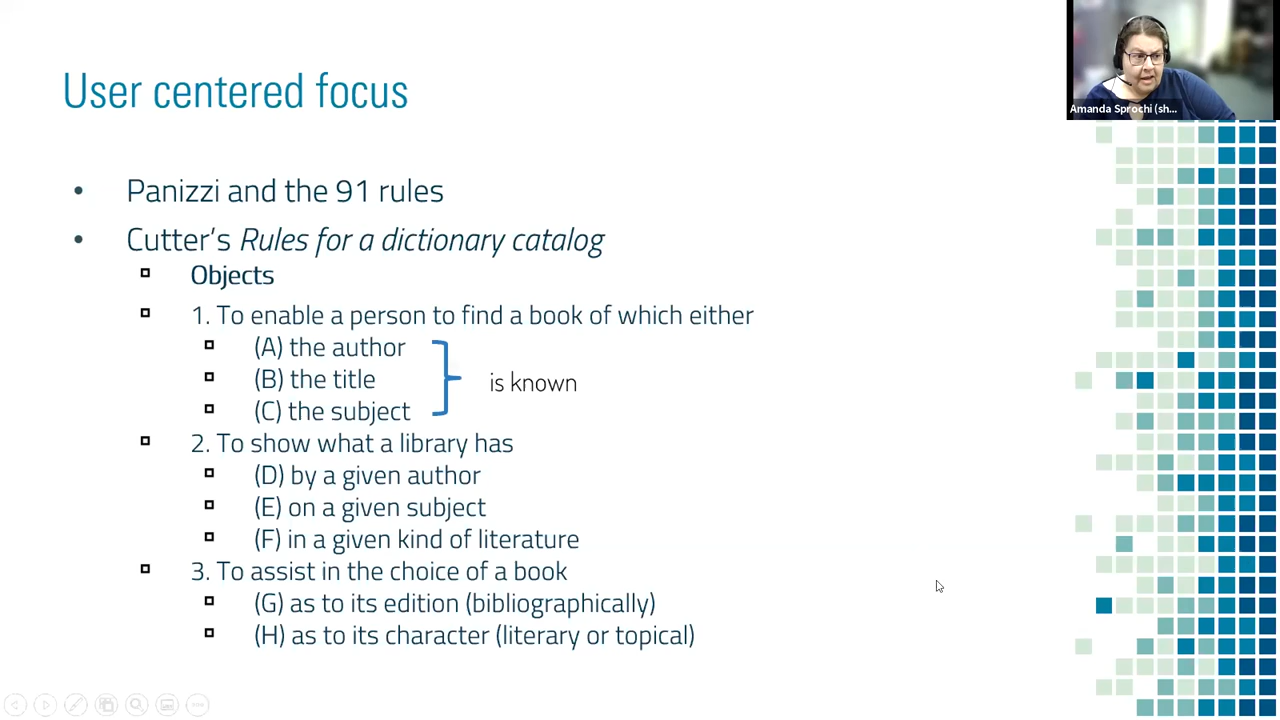 User centered focus
Amanda Sprochi (sh...
• Panizzi and the 91 rules
• Cutter's Rules for a dictionary catalog
Objects
1. To enable a person to find a book of which either
(A) the author
(B) the title
is known
(C) the subject
2. To show what a library has
(D) by a given author
(E) on a given subject
(F) in a given kind of literature
3. To assist in the choice of a book
(G) as to its edition (bibliographically)
(H) as to its character (literary or topical)